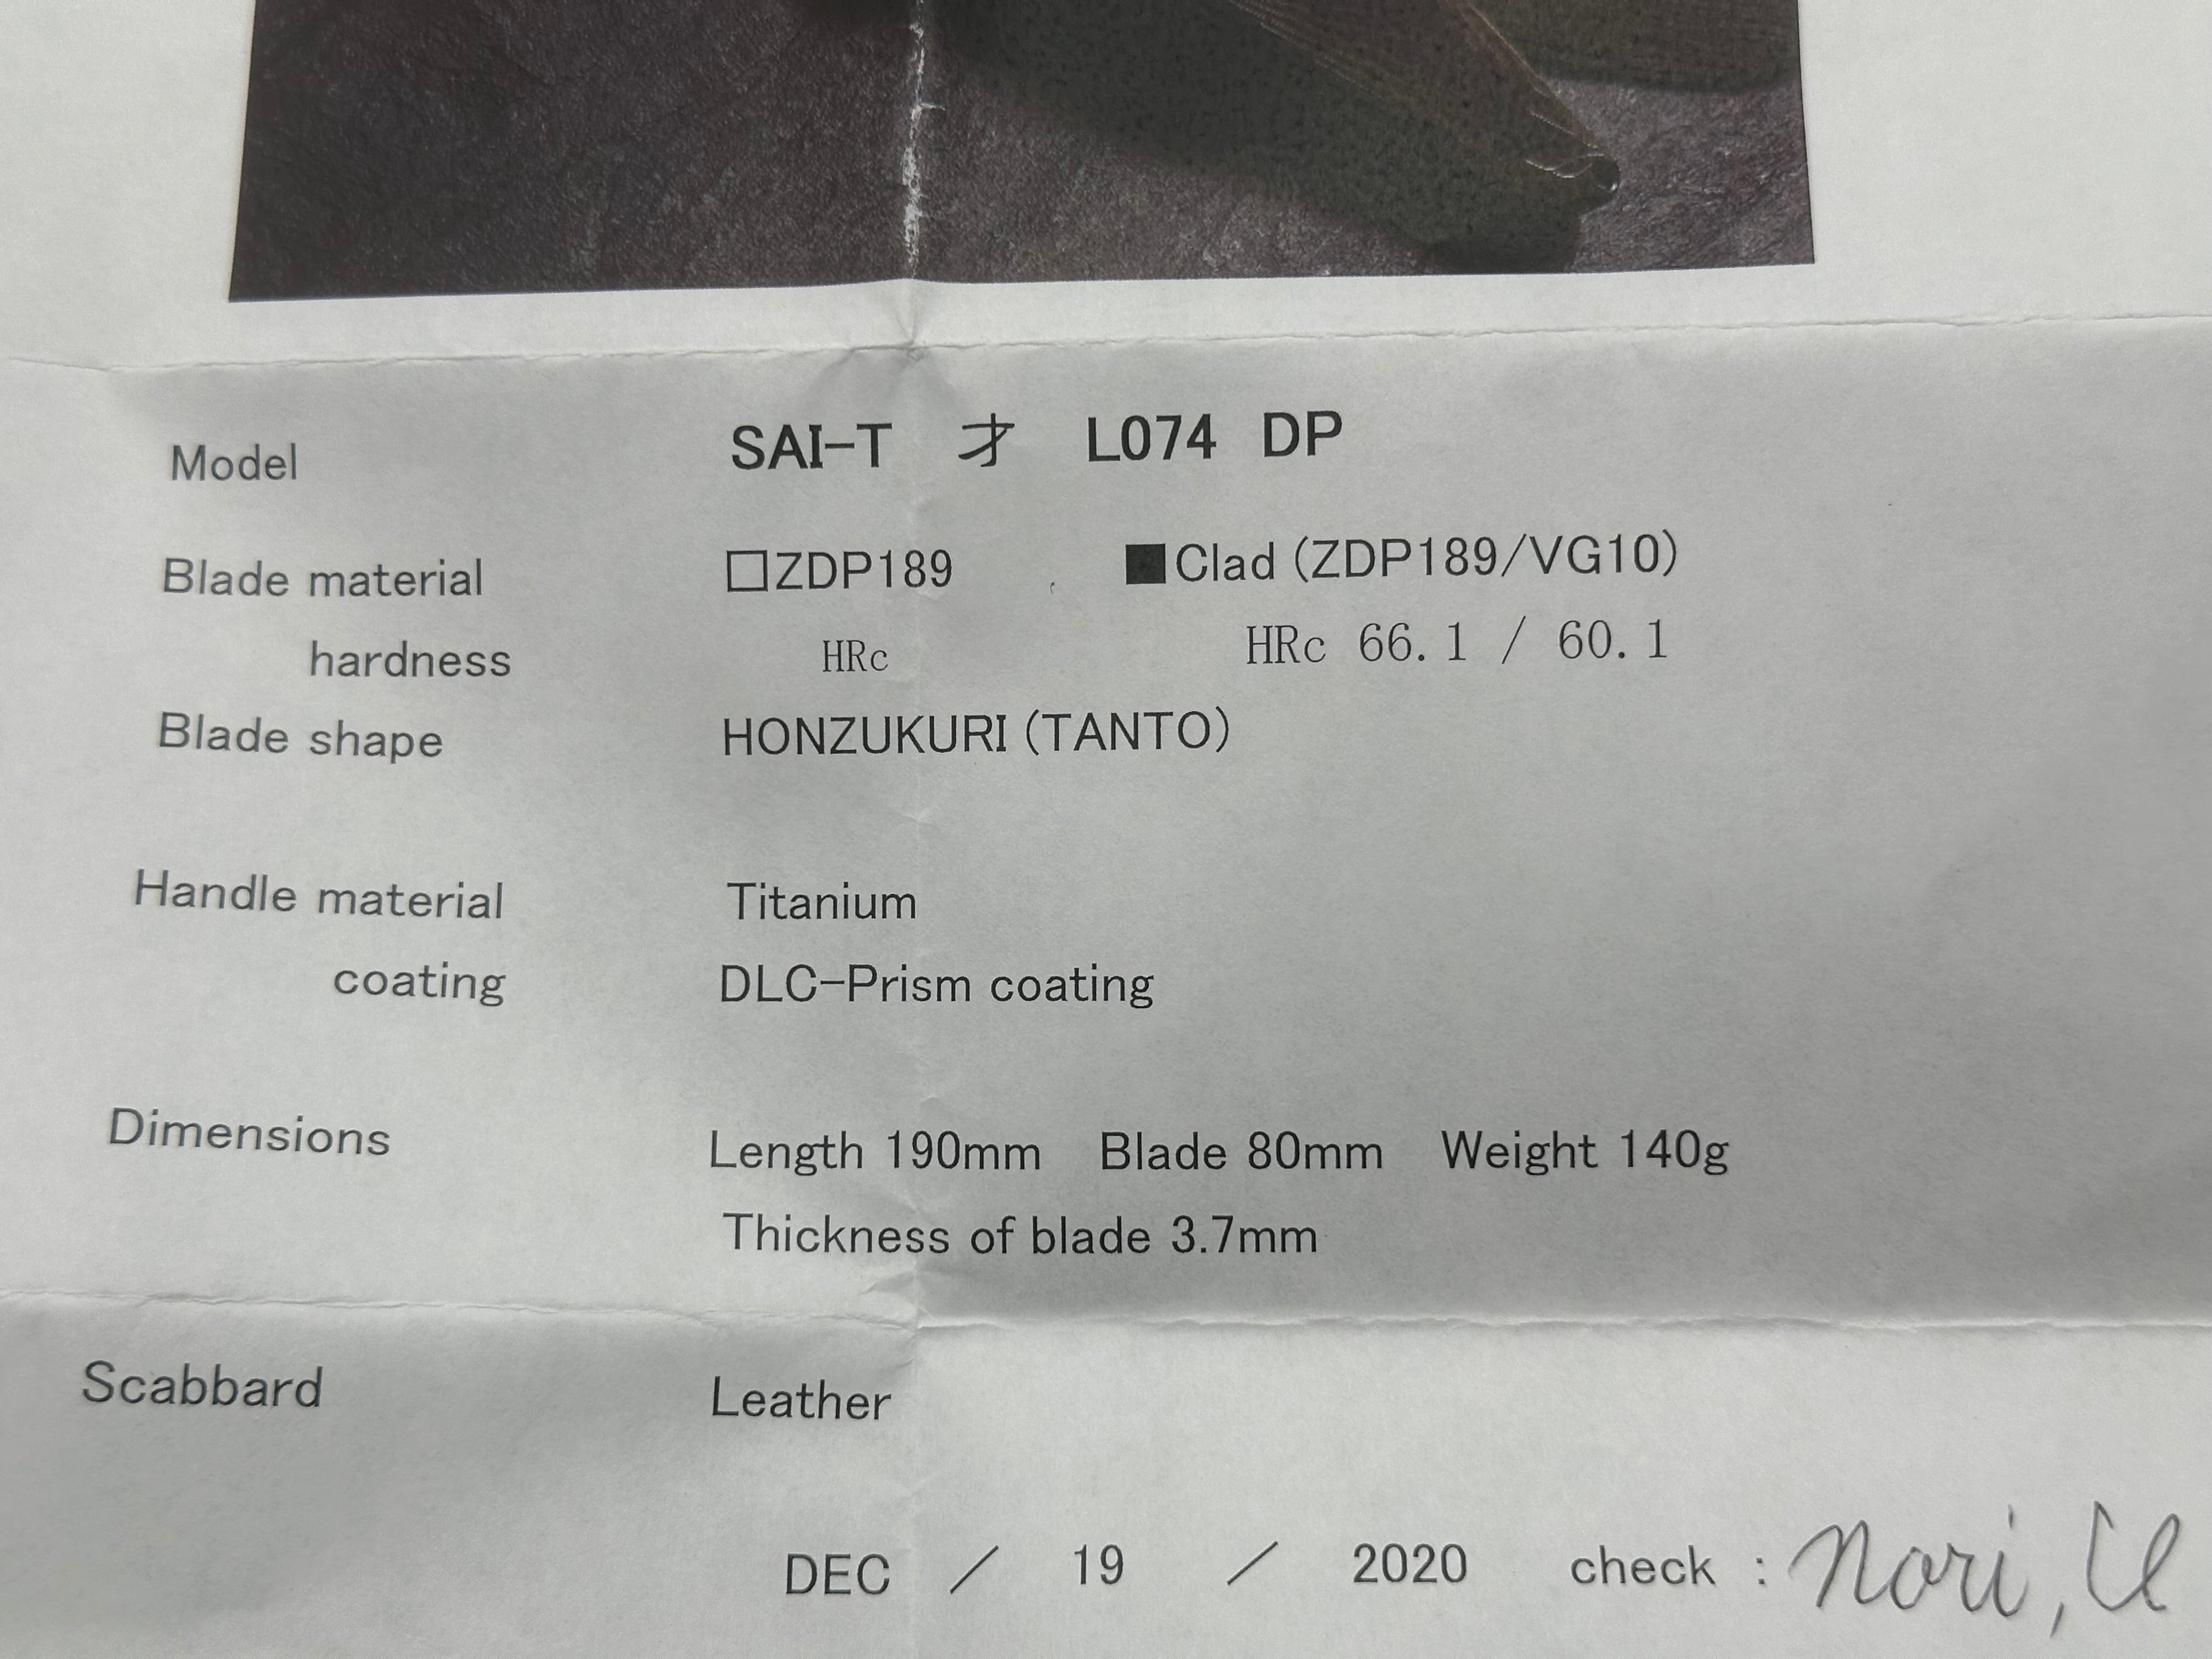 Model SAI-T 才 L074 DP
Blade material □ZDP189 ■Clad (ZDP189/VG10)
hardness HRc HRc 66.1 / 60.1
Blade shape HONZUKURI (TANTO)
Handle material Titanium
coating DLC-Prism coating
Dimensions Length 190mm Blade 80mm Weight 140g
Thickness of blade 3.7mm
Scabbard Leather
DEC / 19 / 2020 check : Nori, U